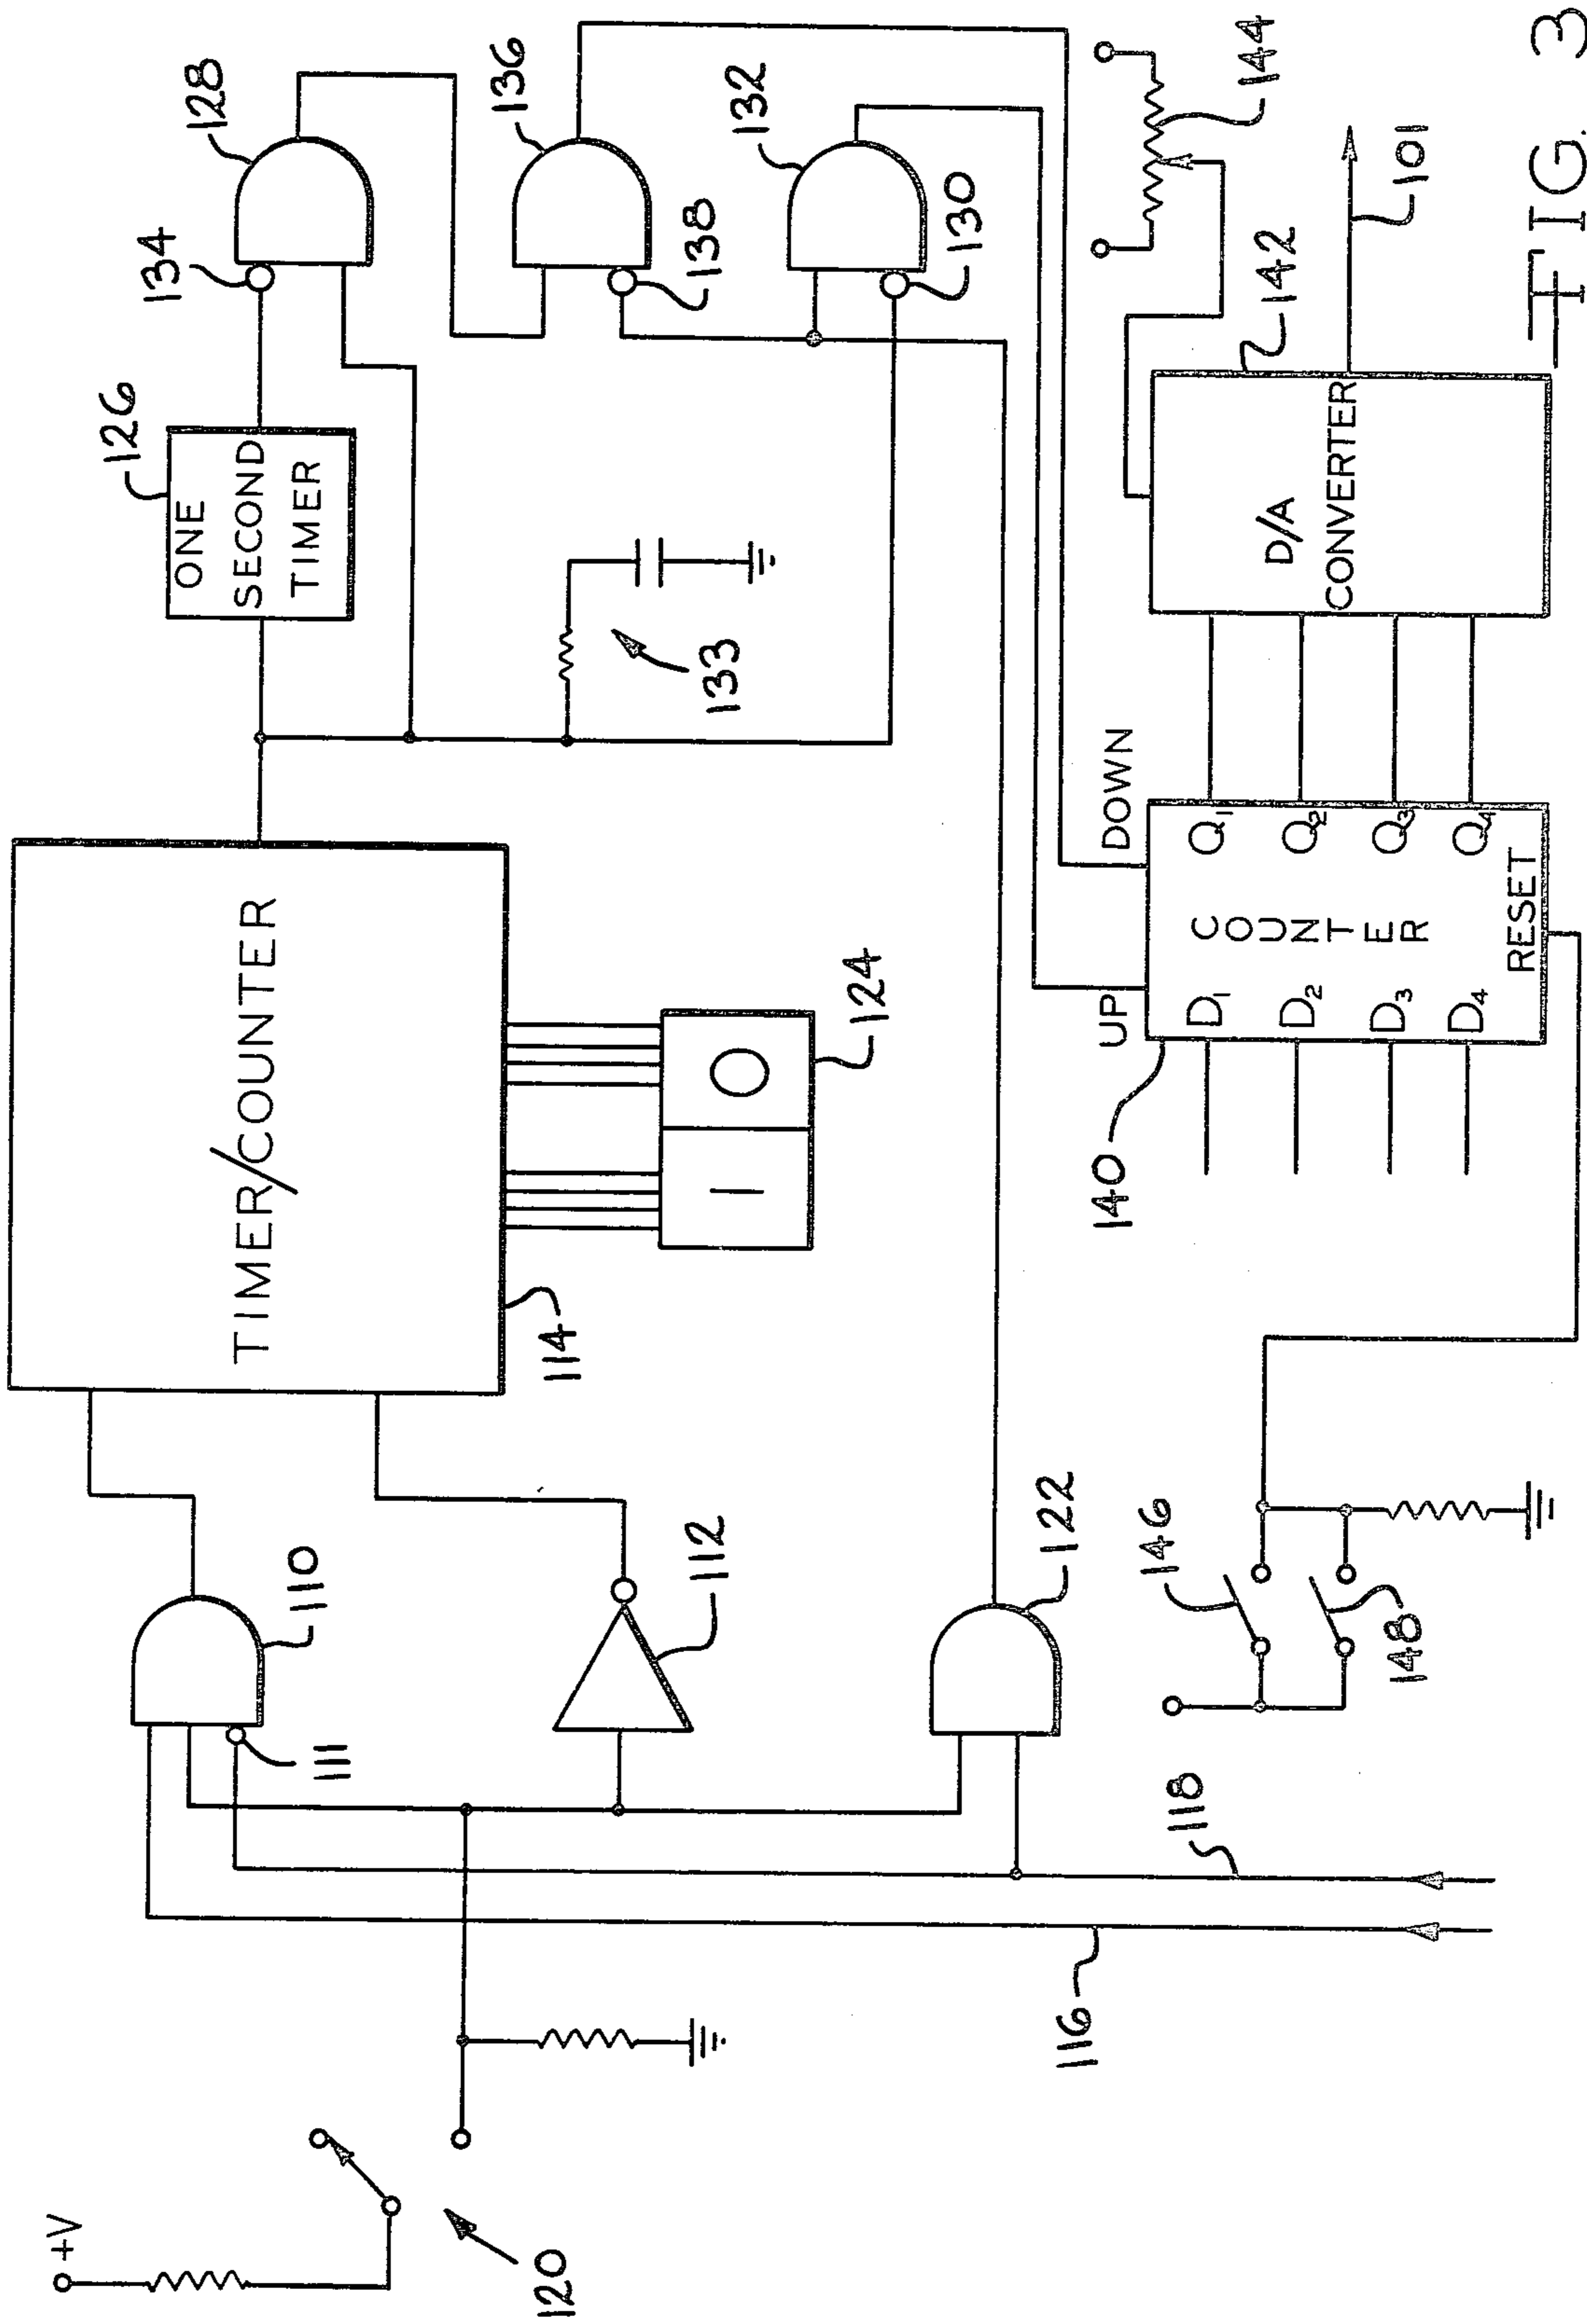 +V
120
116
118
110
111
112
122
146
148
TIMER/COUNTER
114
1 0
124
ONE
SECOND
TIMER
126
133
134
128
136
138
132
130
140
UP
DOWN
COUNTER
D1
D2
D3
D4
Q1
Q2
Q3
Q4
RESET
D/A
CONVERTER
142
144
101
FIG. 3